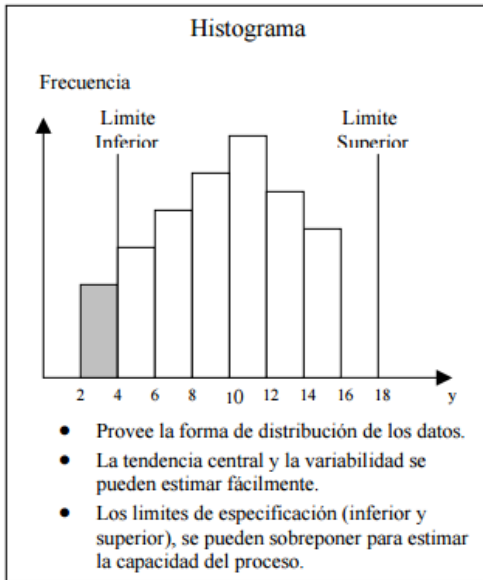 Histograma
Frecuencia
Limite
Inferior
Limite
Superior
2 4 6 8 10 12 14 16 18 y
• Provee la forma de distribución de los datos.
• La tendencia central y la variabilidad se
pueden estimar fácilmente.
• Los limites de especificación (inferior y
superior), se pueden sobreponer para estimar
la capacidad del proceso.